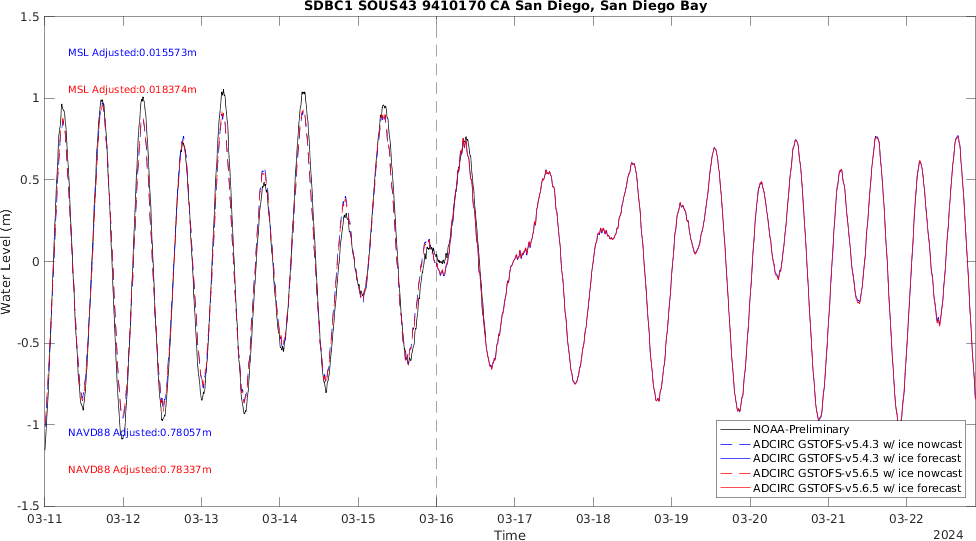 SDBC1 SOUS43 9410170 CA San Diego, San Diego Bay
1.5
MSL Adjusted:0.015573m
MSL Adjusted:0.018374m
1
0.5
Water Level (m)
0
-0.5
-1
NAVD88 Adjusted:0.78057m
NAVD88 Adjusted:0.78337m
-1.5
NOAA-Preliminary
ADCIRC GSTOFS-v5.4.3 w/ ice nowcast
ADCIRC GSTOFS-v5.4.3 w/ ice forecast
ADCIRC GSTOFS-v5.6.5 w/ ice nowcast
ADCIRC GSTOFS-v5.6.5 w/ ice forecast
03-11 03-12 03-13 03-14 03-15 03-16 03-17 03-18 03-19 03-20 03-21 03-22
Time
2024